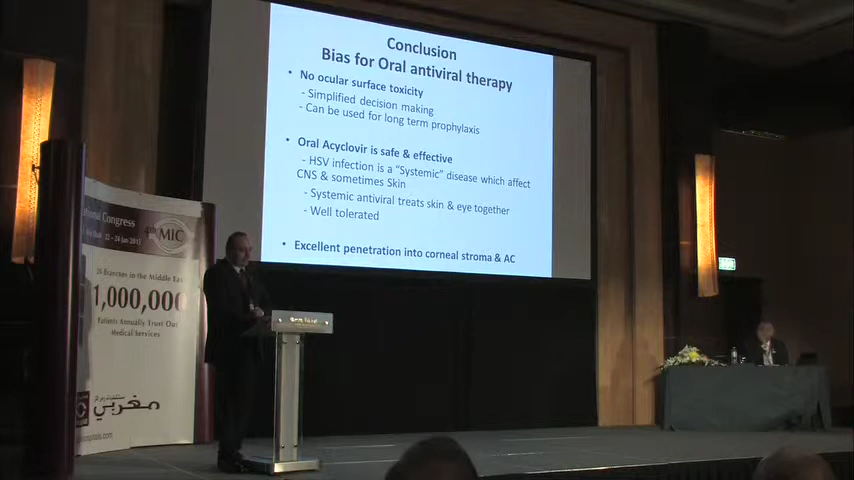 Conclusion
Bias for Oral antiviral therapy
• No ocular surface toxicity
- Simplified decision making
- Can be used for long term prophylaxis
• Oral Acyclovir is safe & effective
- HSV infection is a "Systemic" disease which affect
CNS & sometimes Skin
- Systemic antiviral treats skin & eye together
- Well tolerated
• Excellent penetration into corneal stroma & AC
Congress
MIC
26 Branches in the Middle East
1,000,000
Patients Annually Trust Our
Medical Services
مغربي